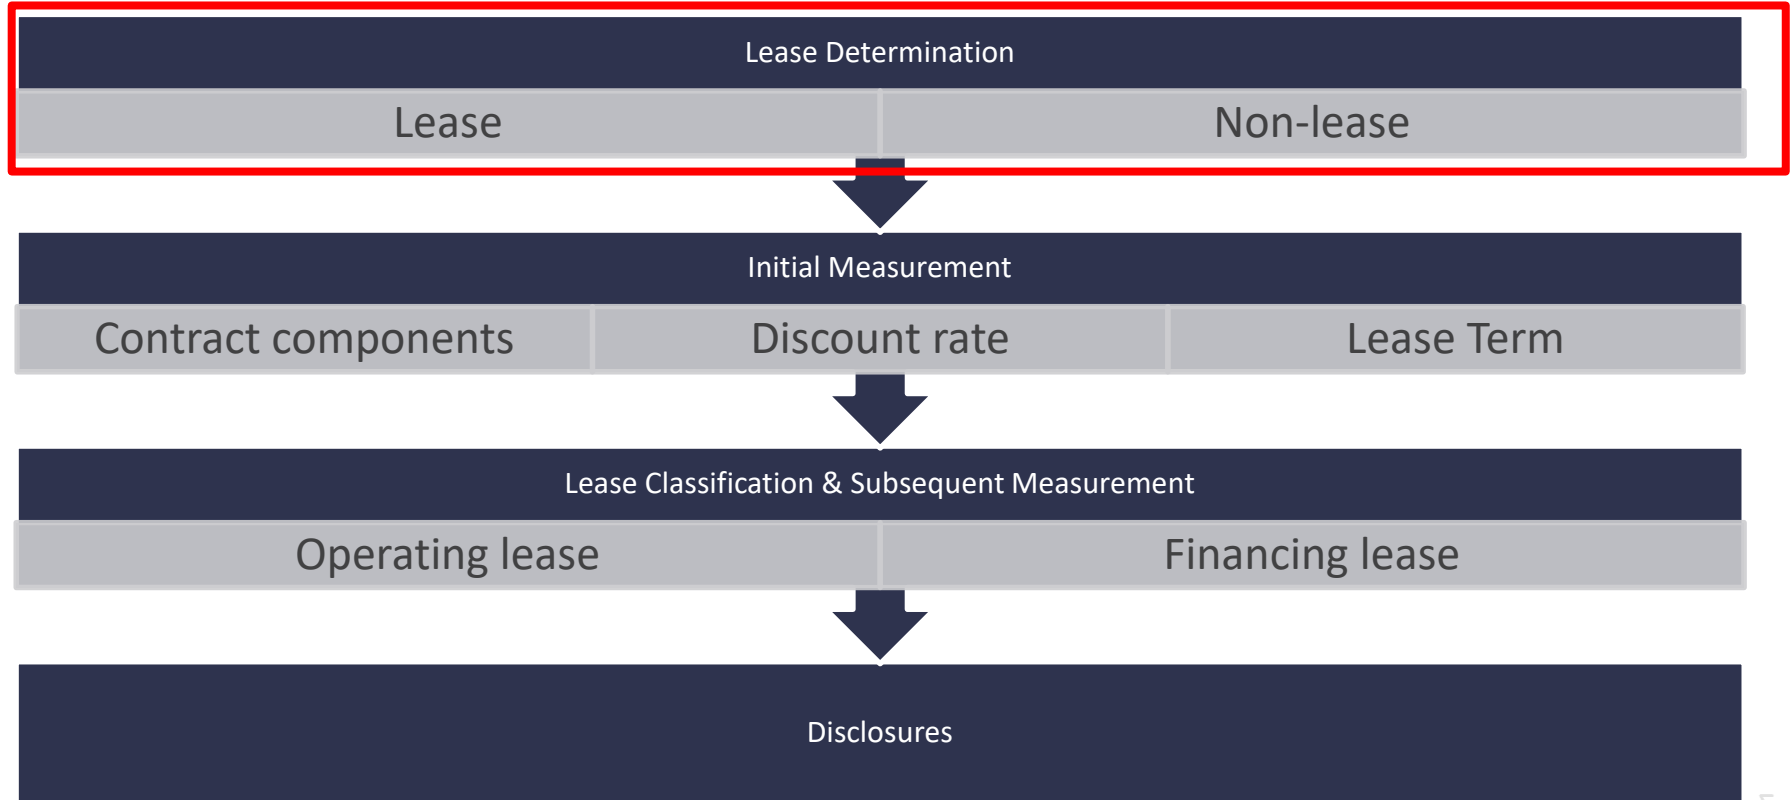 Lease Determination
Lease
Non-lease
Initial Measurement
Contract components
Discount rate
Lease Term
Lease Classification & Subsequent Measurement
Operating lease
Financing lease
Disclosures